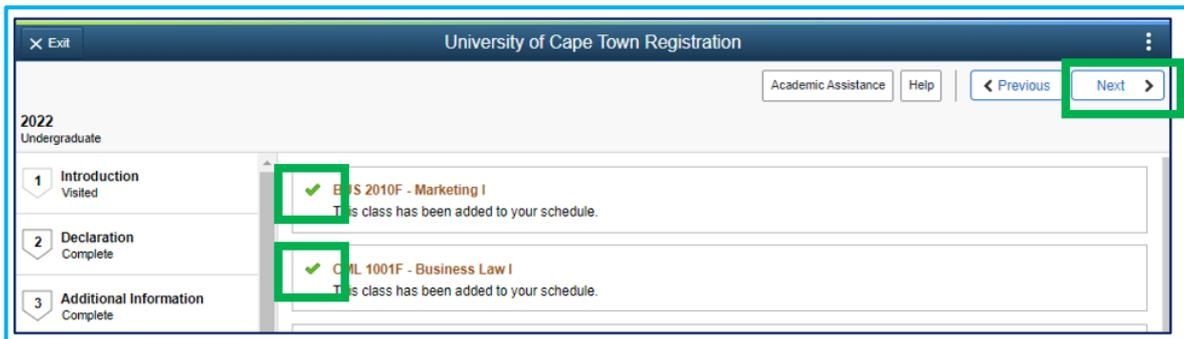 Exit
University of Cape Town Registration
Academic Assistance
Help
Previous
Next
2022
Undergraduate
1
Introduction
Visited
2
Declaration
Complete
3
Additional Information
Complete
2010F - Marketing I
class has been added to your schedule.
1001F - Business Law I
class has been added to your schedule.